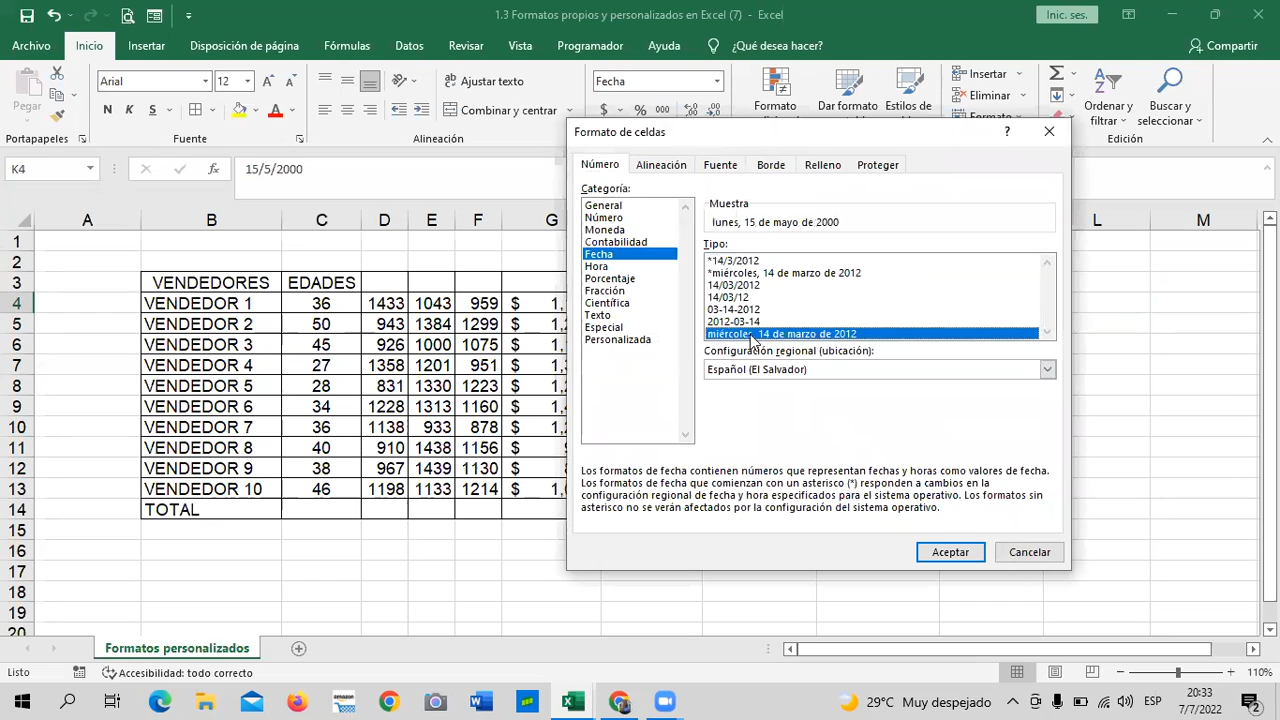 1.3 Formatos propios y personalizados en Excel (7) - Excel
Inic. ses.
Archivo Inicio Insertar Disposición de página Fórmulas Datos Revisar Vista Programador Ayuda ¿Qué desea hacer? Compartir
Pegar
Arial 12
N K S
Ajustar texto
Combinar y centrar
Fecha
$ % 000
Formato Dar formato Estilos de
Insertar
Eliminar
Formato
Ordenar y filtrar
Buscar y seleccionar
Portapapeles Fuente Alineación Edición
K4 fx 15/5/2000
A B C D E F G L M
1
2
3 VENDEDORES EDADES
4 VENDEDOR 1 36 1433 1043 959 $
5 VENDEDOR 2 50 943 1384 1299 $
6 VENDEDOR 3 45 926 1000 1075 $
7 VENDEDOR 4 27 1358 1201 951 $
8 VENDEDOR 5 28 831 1330 1223 $
9 VENDEDOR 6 34 1228 1313 1160 $
10 VENDEDOR 7 36 1138 933 878 $
11 VENDEDOR 8 40 910 1438 1156 $
12 VENDEDOR 9 38 967 1439 1130 $
13 VENDEDOR 10 46 1198 1133 1214 $
14 TOTAL
15
16
17
18
19
20
Formato de celdas ?
Número Alineación Fuente Borde Relleno Proteger
Categoría:
General
Número
Moneda
Contabilidad
Fecha
Hora
Porcentaje
Fracción
Científica
Texto
Especial
Personalizada
Muestra
lunes, 15 de mayo de 2000
Tipo:
*14/3/2012
*miércoles, 14 de marzo de 2012
14/03/2012
14/03/12
03-14-2012
2012-03-14
miércoles, 14 de marzo de 2012
Configuración regional (ubicación):
Español (El Salvador)
Los formatos de fecha contienen números que representan fechas y horas como valores de fecha.
Los formatos de fecha que comienzan con un asterisco (*) responden a cambios en la
configuración regional de fecha y hora especificados para el sistema operativo. Los formatos sin
asterisco no se verán afectados por la configuración del sistema operativo.
Aceptar Cancelar
Formatos personalizados
Listo Accesibilidad: todo correcto 110%
29°C Muy despejado ESP 20:33
7/7/2022
2